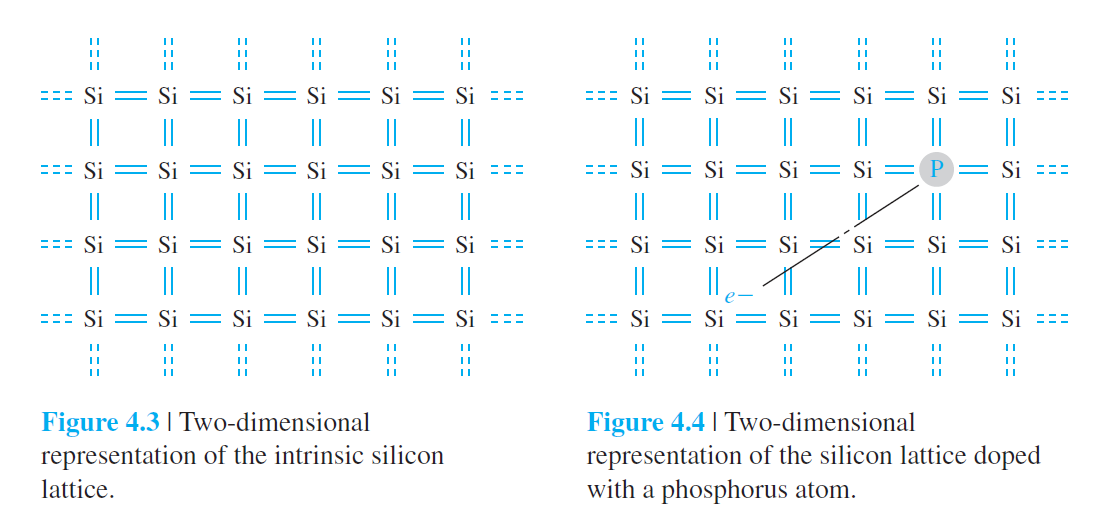 Si Si Si Si Si Si
Si Si Si Si Si Si
Si Si Si Si Si Si
Si Si Si Si Si Si
Figure 4.3 | Two-dimensional
representation of the intrinsic silicon
lattice.
Si Si Si Si Si Si
Si Si Si Si P Si
Si Si Si Si Si Si
e−
Si Si Si Si Si Si
Figure 4.4 | Two-dimensional
representation of the silicon lattice doped
with a phosphorus atom.